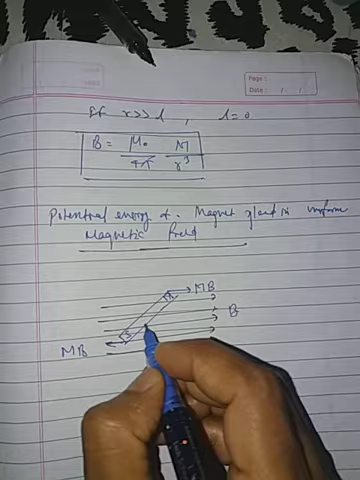 Page :
Date : / /
If r>>l , l=0
B = μ₀/4π M/r³
Potential energy of Magnet placed in uniform
Magnetic field
N MB
B
S
MB